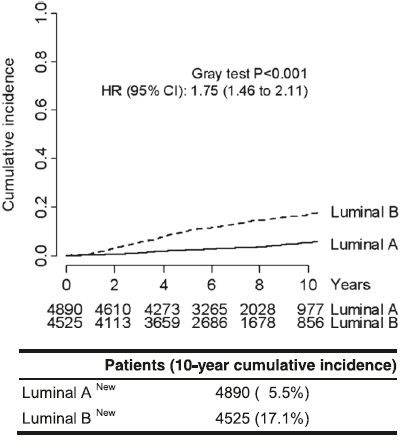 1.0
0.8
0.6
0.4
0.2
0.0
Cumulative incidence
Gray test P<0.001
HR (95% CI): 1.75 (1.46 to 2.11)
Luminal B
Luminal A
0 2 4 6 8 10 Years
4890 4610 4273 3265 2028 977 Luminal A
4525 4113 3659 2686 1678 856 Luminal B
Patients (10-year cumulative incidence)
Luminal A New 4890 ( 5.5%)
Luminal B New 4525 (17.1%)